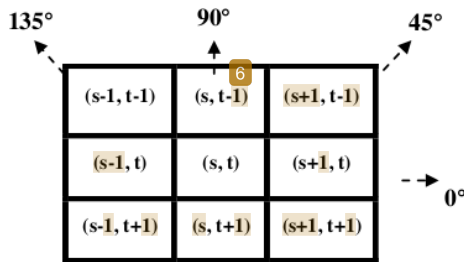 135° 90° 45°
6
(s-1, t-1) (s, t-1) (s+1, t-1)
(s-1, t) (s, t) (s+1, t)
0°
(s-1, t+1) (s, t+1) (s+1, t+1)